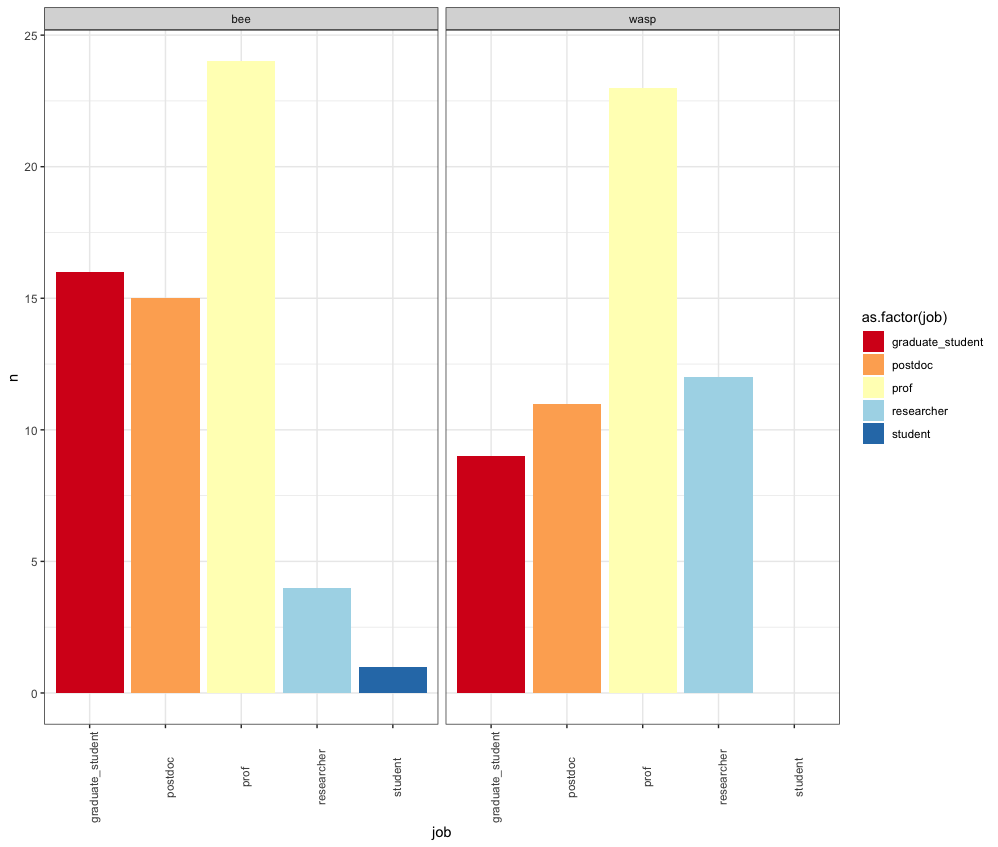 bee
wasp
25
20
15
10
5
0
n
graduate_student
postdoc
prof
researcher
student
graduate_student
postdoc
prof
researcher
student
job
as.factor(job)
graduate_student
postdoc
prof
researcher
student